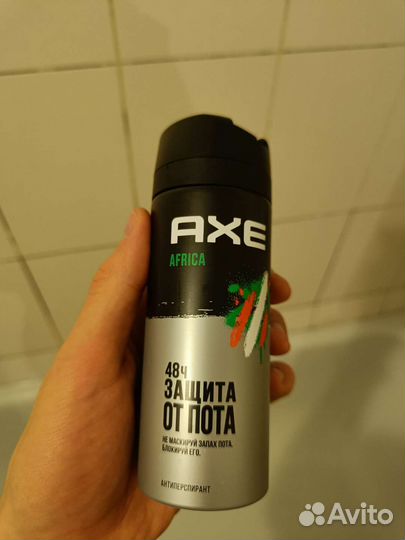 AXE
AFRICA
48Ч
ЗАЩИТА
ОТ ПОТА
НЕ МАСКИРУЙ ЗАПАХ ПОТА.
БЛОКИРУЙ ЕГО.
АНТИПЕРСПИРАНТ
Avito